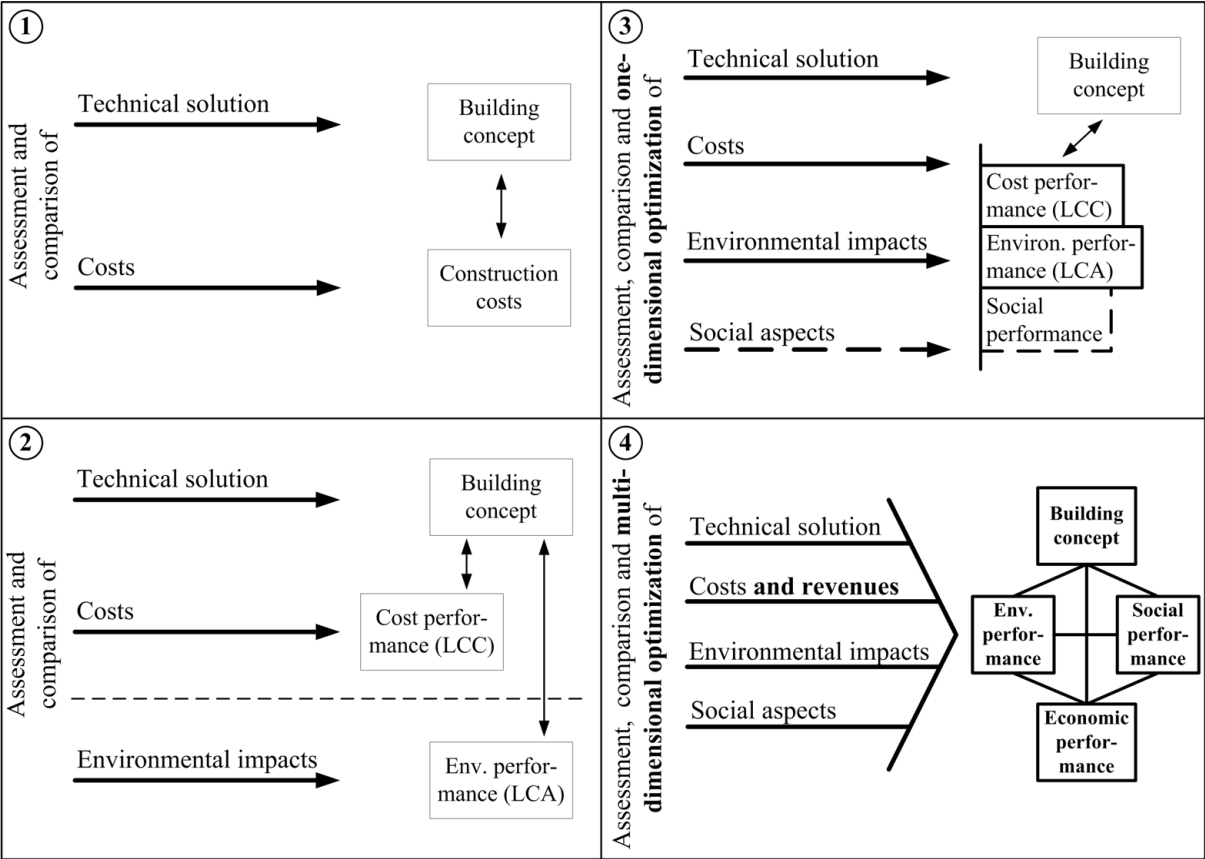 1
Assessment and
comparison of
Technical solution
Costs
Building
concept
Construction
costs
2
Assessment and
comparison of
Technical solution
Costs
Environmental impacts
Building
concept
Cost perfor-
mance (LCC)
Env. perfor-
mance (LCA)
3
Assessment, comparison and one-
dimensional optimization of
Technical solution
Costs
Environmental impacts
Social aspects
Building
concept
Cost perfor-
mance (LCC)
Environ. perfor-
mance (LCA)
Social
performance
4
Assessment, comparison and multi-
dimensional optimization of
Technical solution
Costs and revenues
Environmental impacts
Social aspects
Building
concept
Env.
perfor-
mance
Social
perfor-
mance
Economic
perfor-
mance